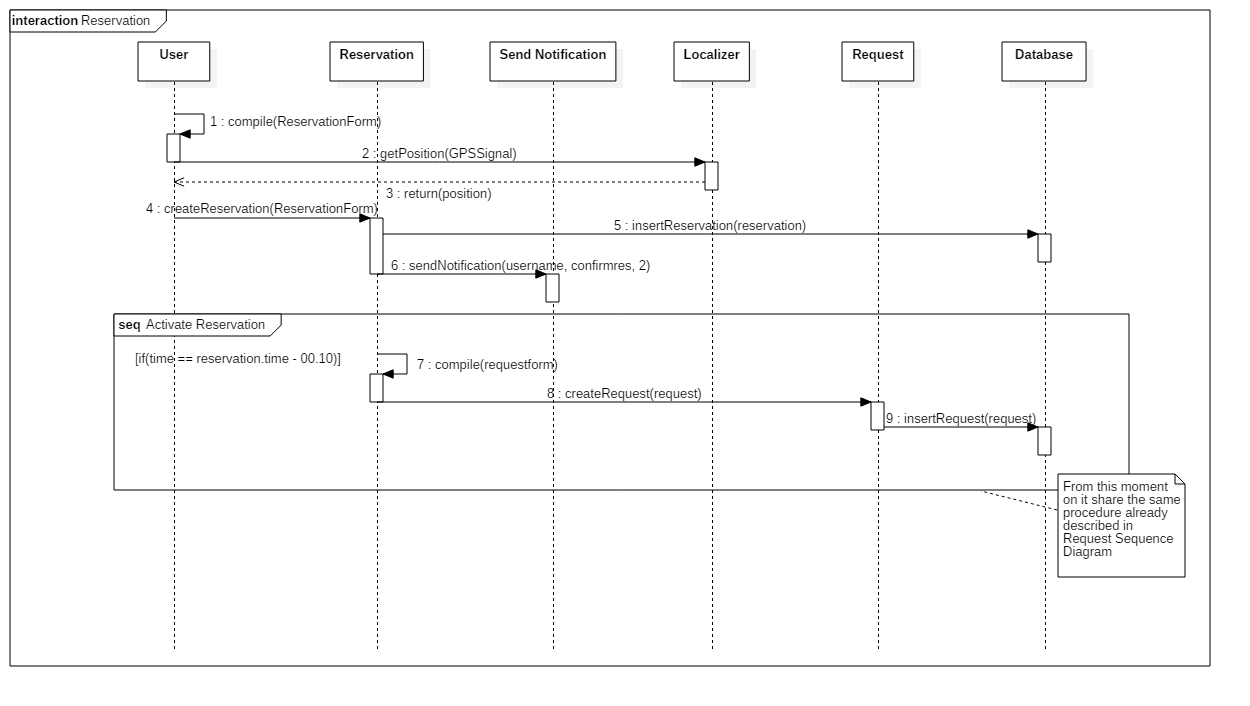 interaction Reservation
User
Reservation
Send Notification
Localizer
Request
Database
1 : compile(ReservationForm)
2 : getPosition(GPSSignal)
3 : return(position)
4 : createReservation(ReservationForm)
5 : insertReservation(reservation)
6 : sendNotification(username, confirmres, 2)
seq Activate Reservation
[if(time == reservation.time - 00.10)]
7 : compile(requestform)
8 : createRequest(request)
9 : insertRequest(request)
From this moment
on it share the same
procedure already
described in
Request Sequence
Diagram